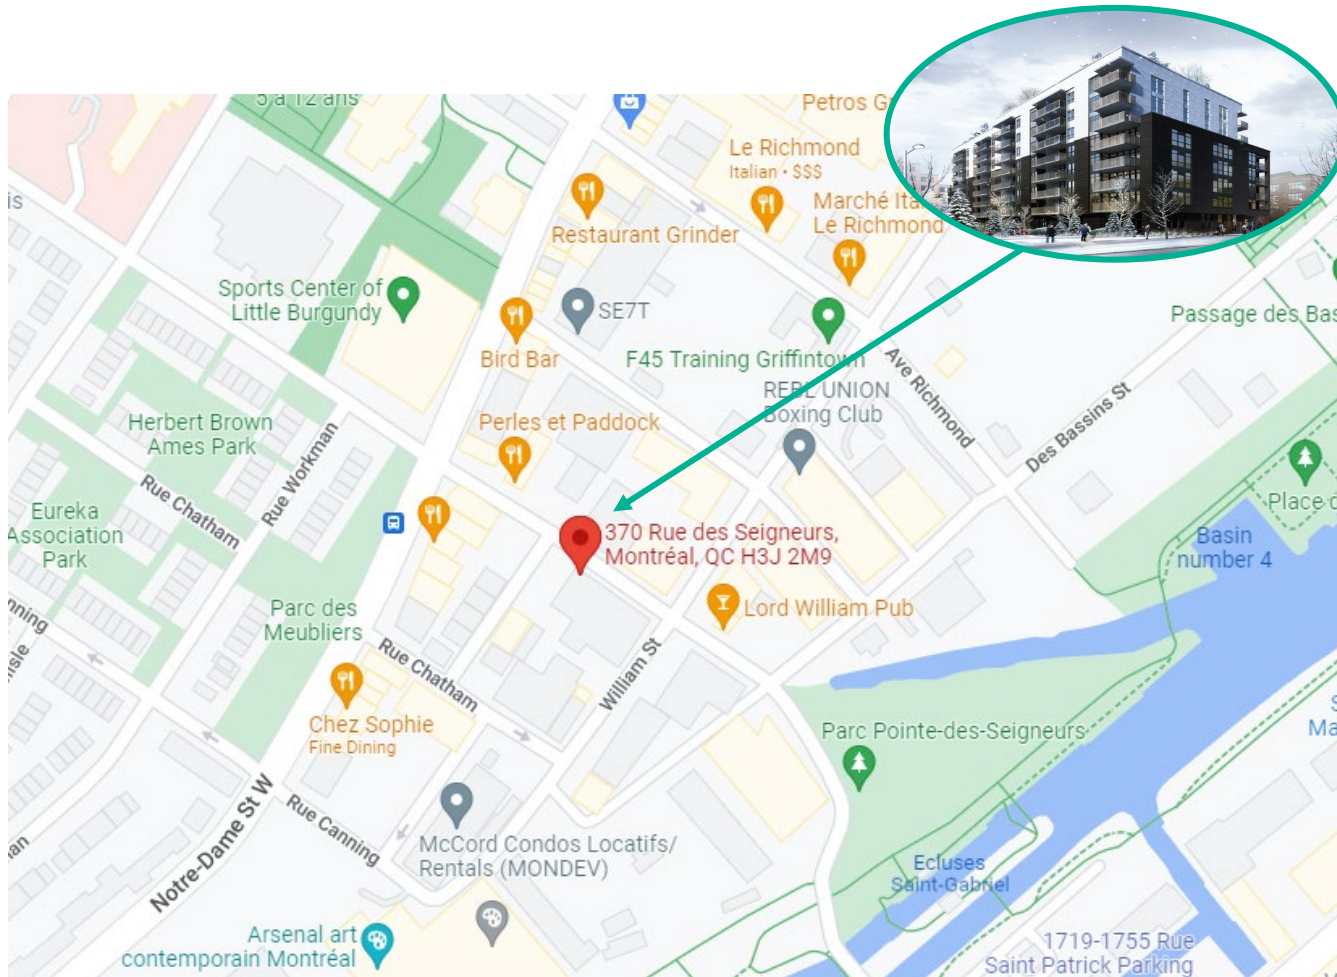 5 à 12 ans
Petros G
Le Richmond
Italian • $$$
Marché Ita
Le Richmond
is
Restaurant Grinder
Sports Center of
Little Burgundy
SE7T
Passage des Bas
Bird Bar
F45 Training Griffintown
Ave Richmond
REBL UNION
Boxing Club
Des Bassins St
Perles et Paddock
Herbert Brown
Ames Park
Rue Workman
Rue Chatham
Eureka
Association
Park
Place d
370 Rue des Seigneurs,
Montréal, QC H3J 2M9
Basin
number 4
Lord William Pub
Parc des
Meubliers
nning
Rue Chatham
William St
Chez Sophie
Fine Dining
Parc Pointe-des-Seigneurs
S
Ma
Notre-Dame St W
Rue Canning
McCord Condos Locatifs/
Rentals (MONDEV)
Ecluses
Saint-Gabriel
Arsenal art
contemporain Montréal
1719-1755 Rue
Saint Patrick Parking